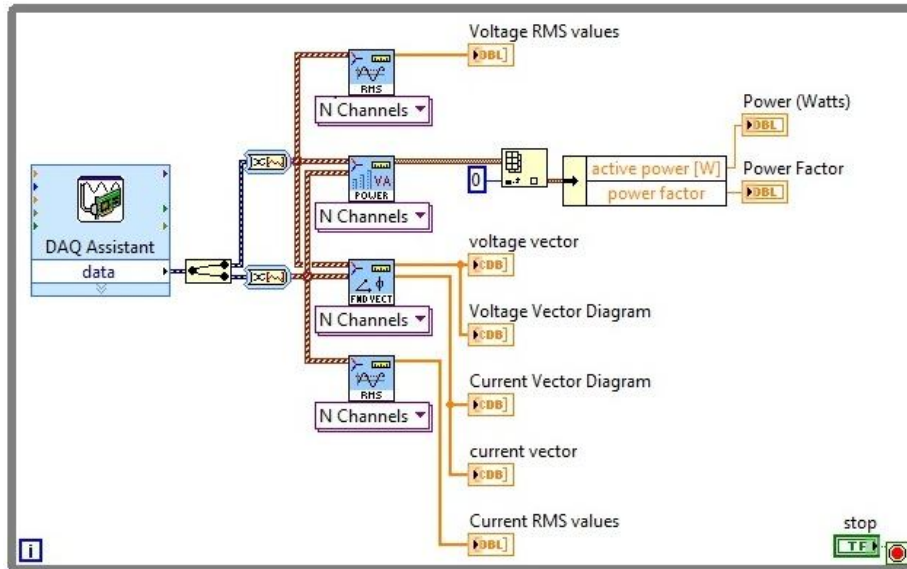 Voltage RMS values
DBL
RMS
N Channels
Power (Watts)
DBL
VA
POWER
0
active power [W]
power factor
Power Factor
DBL
N Channels
DAQ Assistant
data
voltage vector
CDB
Φ
FND VECT
N Channels
Voltage Vector Diagram
CDB
RMS
N Channels
Current Vector Diagram
CDB
current vector
CDB
Current RMS values
DBL
i
stop
TF